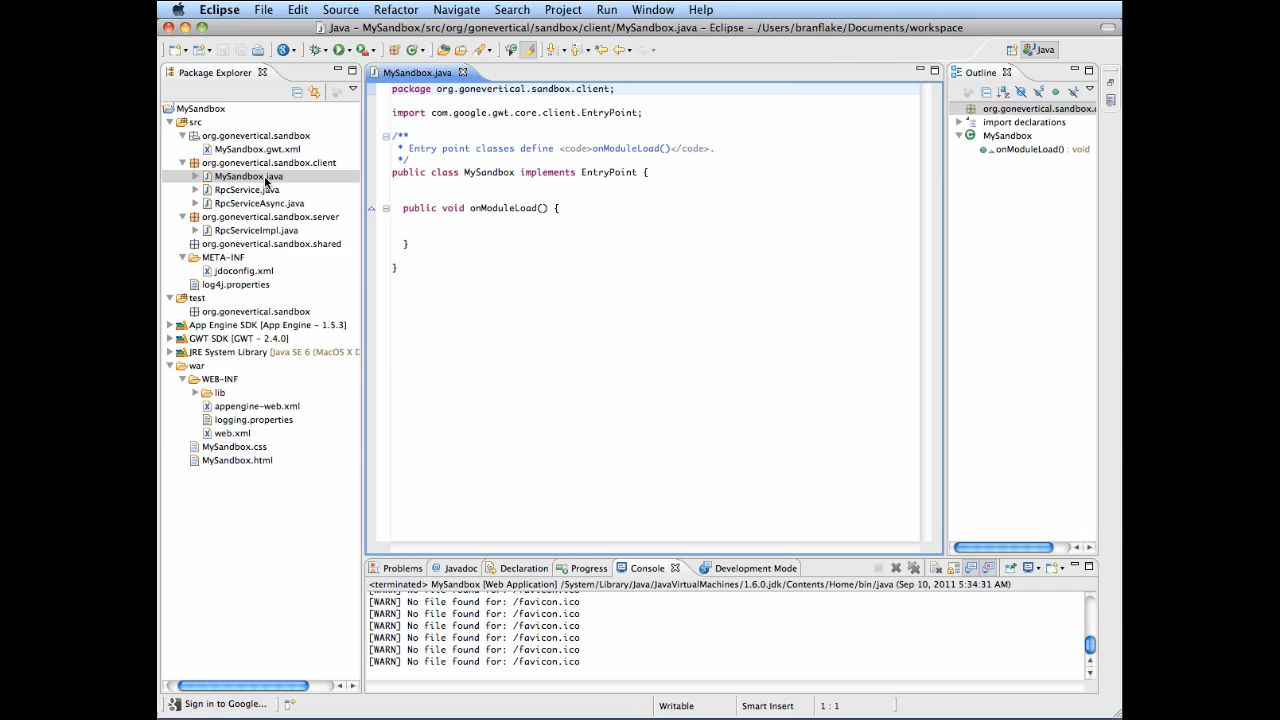 Eclipse File Edit Source Refactor Navigate Search Project Run Window Help
Java – MySandbox/src/org/gonevertical/sandbox/client/MySandbox.java – Eclipse – /Users/branflake/Documents/workspace
Java
Package Explorer
MySandbox
src
org.gonevertical.sandbox
MySandbox.gwt.xml
org.gonevertical.sandbox.client
MySandbox.java
RpcService.java
RpcServiceAsync.java
org.gonevertical.sandbox.server
RpcServiceImpl.java
org.gonevertical.sandbox.shared
META-INF
jdoconfig.xml
log4j.properties
test
org.gonevertical.sandbox
App Engine SDK [App Engine - 1.5.3]
GWT SDK [GWT - 2.4.0]
JRE System Library [Java SE 6 (MacOS X D
war
WEB-INF
lib
appengine-web.xml
logging.properties
web.xml
MySandbox.css
MySandbox.html
MySandbox.java
package org.gonevertical.sandbox.client;
import com.google.gwt.core.client.EntryPoint;
/**
* Entry point classes define <code>onModuleLoad()</code>.
*/
public class MySandbox implements EntryPoint {
public void onModuleLoad() {
}
}
Outline
org.gonevertical.sandbox.c
import declarations
MySandbox
onModuleLoad() : void
Problems Javadoc Declaration Progress Console Development Mode
<terminated> MySandbox [Web Application] /System/Library/Java/JavaVirtualMachines/1.6.0.jdk/Contents/Home/bin/java (Sep 10, 2011 5:34:31 AM)
[WARN] No file found for: /favicon.ico
[WARN] No file found for: /favicon.ico
[WARN] No file found for: /favicon.ico
[WARN] No file found for: /favicon.ico
[WARN] No file found for: /favicon.ico
[WARN] No file found for: /favicon.ico
[WARN] No file found for: /favicon.ico
Sign in to Google...
Writable Smart Insert 1 : 1